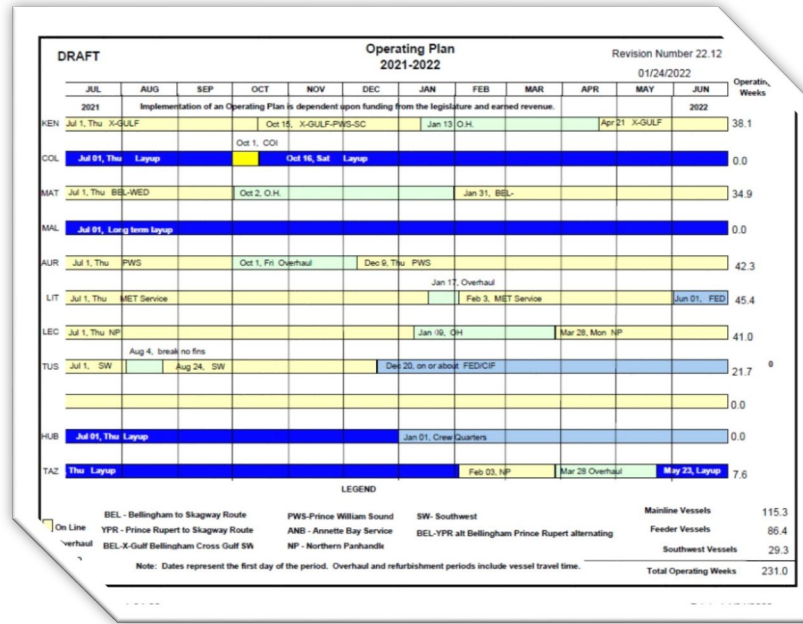 DRAFT
Operating Plan
2021-2022
Revision Number 22.12
01/24/2022
Operating
Weeks
JUL AUG SEP OCT NOV DEC JAN FEB MAR APR MAY JUN
2021 Implementation of an Operating Plan is dependent upon funding from the legislature and earned revenue. 2022
KEN Jul 1, Thu X-GULF Oct 15, X-GULF-PWS-SC Jan 13 O.H. Apr 21 X-GULF 38.1
Oct 1, COI
COL Jul 01, Thu Layup Oct 16, Sat Layup 0.0
MAT Jul 1, Thu BEL-WED Oct 2, O.H. Jan 31, BEL- 34.9
MAL Jul 01, Long term layup 0.0
AUR Jul 1, Thu PWS Oct 1, Fri Overhaul Dec 9, Thu PWS 42.3
Jan 17, Overhaul
LIT Jul 1, Thu MET Service Feb 3, MET Service Jun 01, FED 45.4
LEC Jul 1, Thu NP Jan 09, OH Mar 28, Mon NP 41.0
Aug 4, break no fins
TUS Jul 1, SW Aug 24, SW Dec 20, on or about FED/CIF 21.7 0
0.0
HUB Jul 01, Thu Layup Jan 01, Crew Quarters 0.0
TAZ Thu Layup Feb 03, NP Mar 28 Overhaul May 23, Layup 7.6
LEGEND
BEL - Bellingham to Skagway Route PWS-Prince William Sound SW- Southwest Mainline Vessels 115.3
On Line YPR - Prince Rupert to Skagway Route ANB - Annette Bay Service BEL-YPR alt Bellingham Prince Rupert alternating Feeder Vessels 86.4
verhaul BEL-X-Gulf Bellingham Cross Gulf SW NP - Northern Panhandle Southwest Vessels 29.3
Note: Dates represent the first day of the period. Overhaul and refurbishment periods include vessel travel time. Total Operating Weeks 231.0